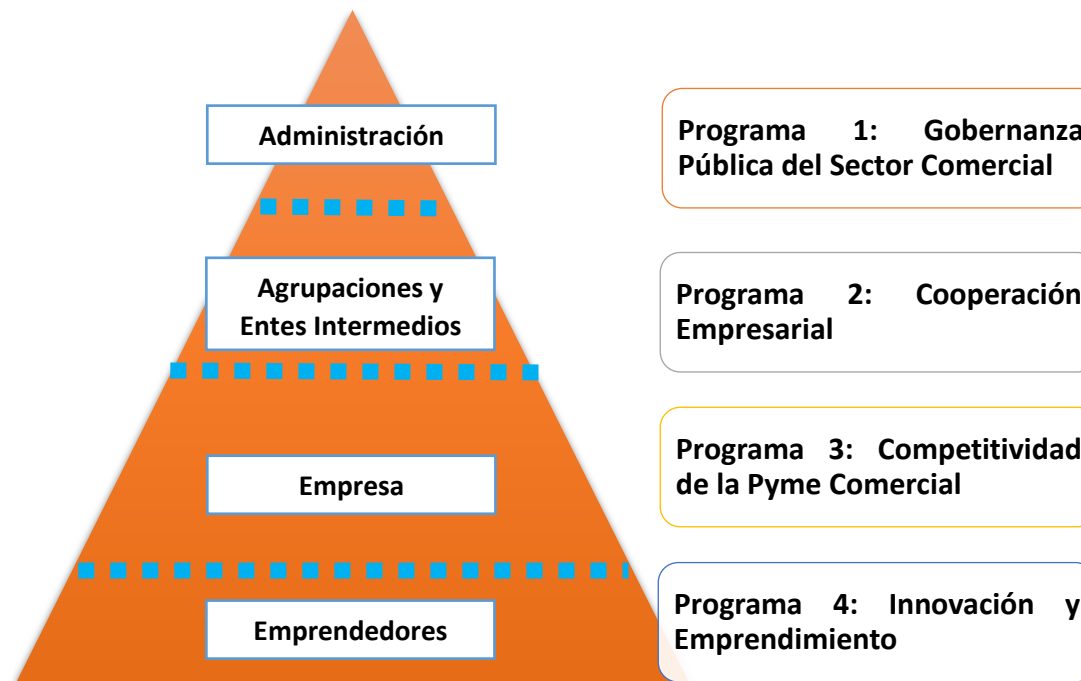 Administración
Programa 1: Gobernanza
Pública del Sector Comercial
Agrupaciones y
Entes Intermedios
Programa 2: Cooperación
Empresarial
Empresa
Programa 3: Competitividad
de la Pyme Comercial
Emprendedores
Programa 4: Innovación y
Emprendimiento